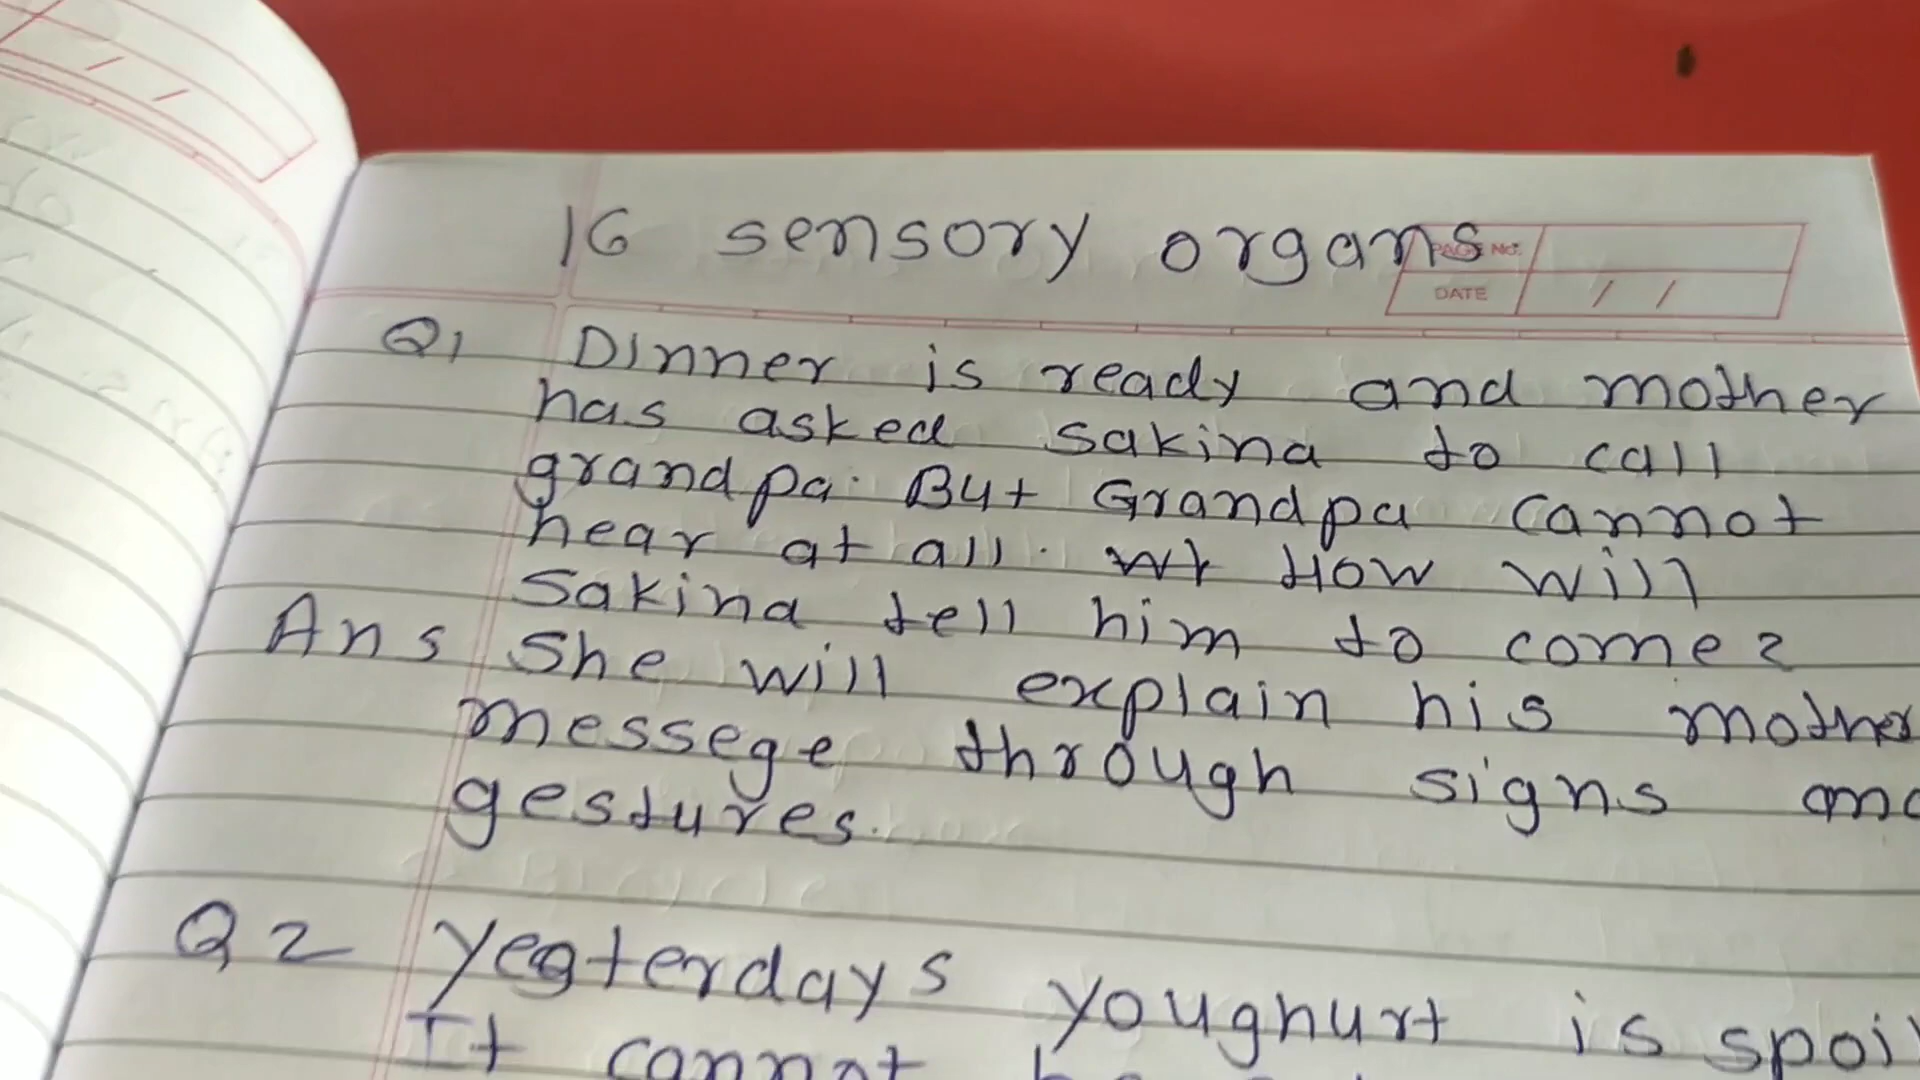 16 sensory organs
PAGE NO.
DATE / /
Q1 Dinner is ready and mother
has asked sakina to call
grandpa. But Grandpa cannot
hear at all. How will
Sakina tell him to come?
Ans She will explain his mother
messege through signs
gestures.
Q2 Yesterdays youghurt is
It cannot